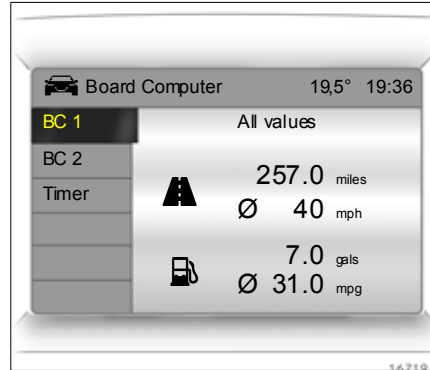 Board Computer 19,5° 19:36
BC 1
All values
BC 2
Timer
257.0 miles
Ø 40 mph
7.0 gals
Ø 31.0 mpg
16719